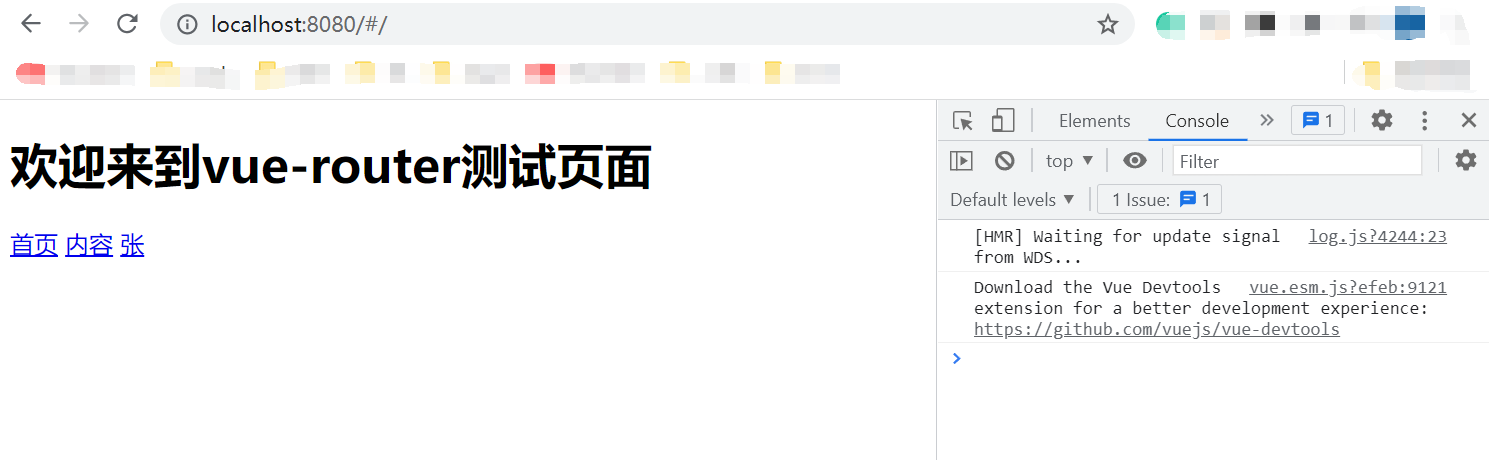 localhost:8080/#/
欢迎来到vue-router测试页面
首页 内容 张
Elements Console 1
top Filter
Default levels 1 Issue: 1
[HMR] Waiting for update signal log.js?4244:23
from WDS...
Download the Vue Devtools vue.esm.js?efeb:9121
extension for a better development experience:
https://github.com/vuejs/vue-devtools